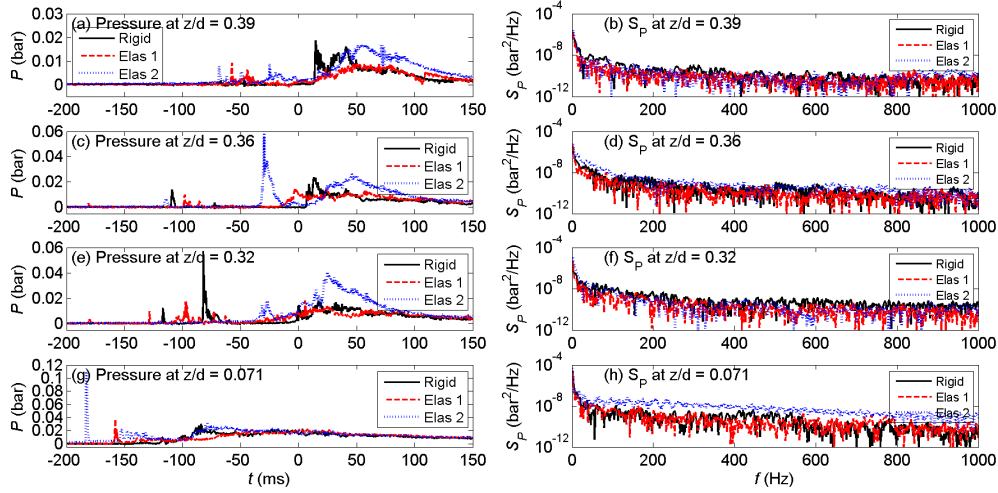 (a) Pressure at z/d = 0.39
P (bar)
0.03
0.02
0.01
0
Rigid
Elas 1
Elas 2
-200 -150 -100 -50 0 50 100 150
(b) S_P at z/d = 0.39
S_P (bar²/Hz)
10⁻⁴
10⁻⁸
10⁻¹²
Rigid
Elas 1
Elas 2
0 200 400 600 800 1000
(c) Pressure at z/d = 0.36
P (bar)
0.06
0.04
0.02
0
Rigid
Elas 1
Elas 2
-200 -150 -100 -50 0 50 100 150
(d) S_P at z/d = 0.36
S_P (bar²/Hz)
10⁻⁴
10⁻⁸
10⁻¹²
Rigid
Elas 1
Elas 2
0 200 400 600 800 1000
(e) Pressure at z/d = 0.32
P (bar)
0.06
0.04
0.02
0
Rigid
Elas 1
Elas 2
-200 -150 -100 -50 0 50 100 150
(f) S_P at z/d = 0.32
S_P (bar²/Hz)
10⁻⁴
10⁻⁸
10⁻¹²
Rigid
Elas 1
Elas 2
0 200 400 600 800 1000
(g) Pressure at z/d = 0.071
P (bar)
0.12
0.09
0.06
0.03
0
Rigid
Elas 1
Elas 2
-200 -150 -100 -50 0 50 100 150
t (ms)
(h) S_P at z/d = 0.071
S_P (bar²/Hz)
10⁻⁴
10⁻⁸
10⁻¹²
Rigid
Elas 1
Elas 2
0 200 400 600 800 1000
f (Hz)